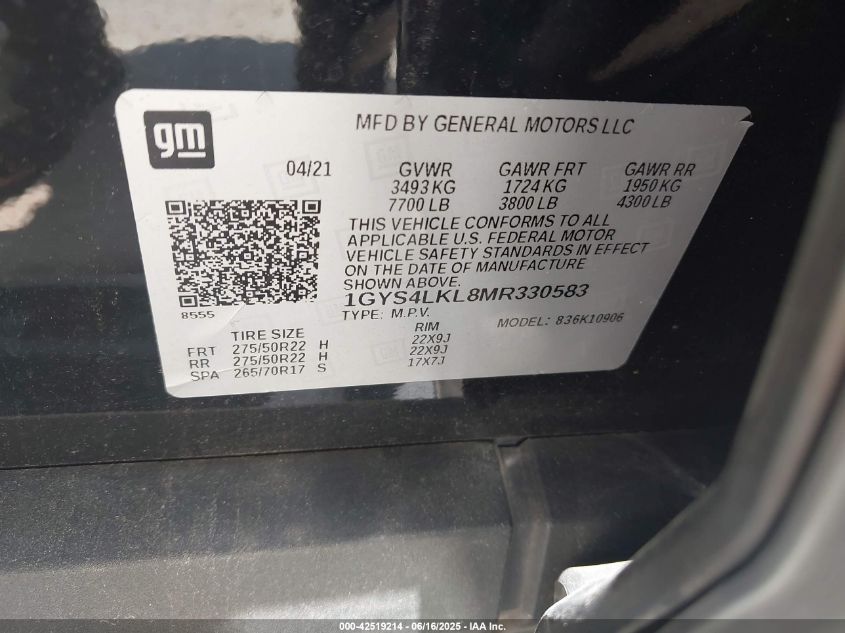 gm
MFD BY GENERAL MOTORS LLC
04/21 GVWR GAWR FRT GAWR RR
3493 KG 1724 KG 1950 KG
7700 LB 3800 LB 4300 LB
THIS VEHICLE CONFORMS TO ALL
APPLICABLE U.S. FEDERAL MOTOR
VEHICLE SAFETY STANDARDS IN EFFECT
ON THE DATE OF MANUFACTURE
SHOWN ABOVE.
1GYS4LKL8MR330583
8555
TYPE: M.P.V. MODEL: 836K10906
TIRE SIZE RIM
FRT 275/50R22 H 22X9J
RR 275/50R22 H 22X9J
SPA 265/70R17 S 17X7J
000-42519214 - 06/16/2025 - IAA Inc.